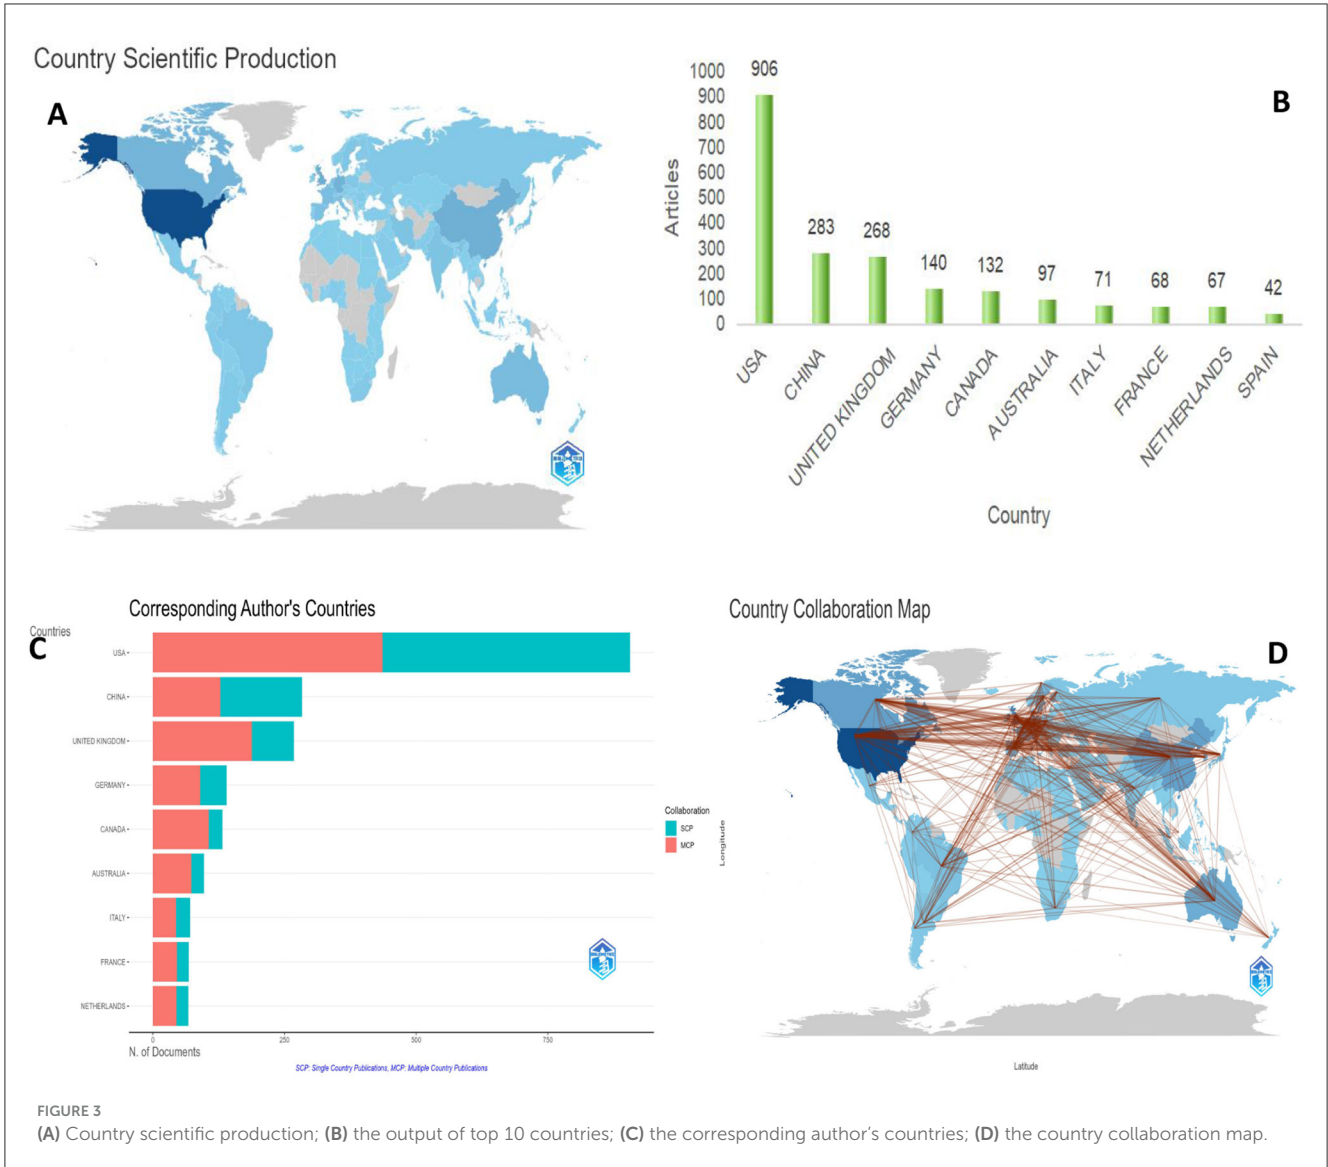 Country Scientific Production
A
B
1000
900
800
700
600
500
400
300
200
100
0
Articles
906
283
268
140
132
97
71
68
67
42
USA
CHINA
UNITED KINGDOM
GERMANY
CANADA
AUSTRALIA
ITALY
FRANCE
NETHERLANDS
SPAIN
Country
Corresponding Author's Countries
Countries
C
USA
CHINA
UNITED KINGDOM
GERMANY
CANADA
AUSTRALIA
ITALY
FRANCE
NETHERLANDS
0
250
500
750
N. of Documents
SCP: Single Country Publications, MCP: Multiple Country Publications
Collaboration
SCP
MCP
Country Collaboration Map
D
Longitude
Latitude
FIGURE 3
(A) Country scientific production; (B) the output of top 10 countries; (C) the corresponding author's countries; (D) the country collaboration map.